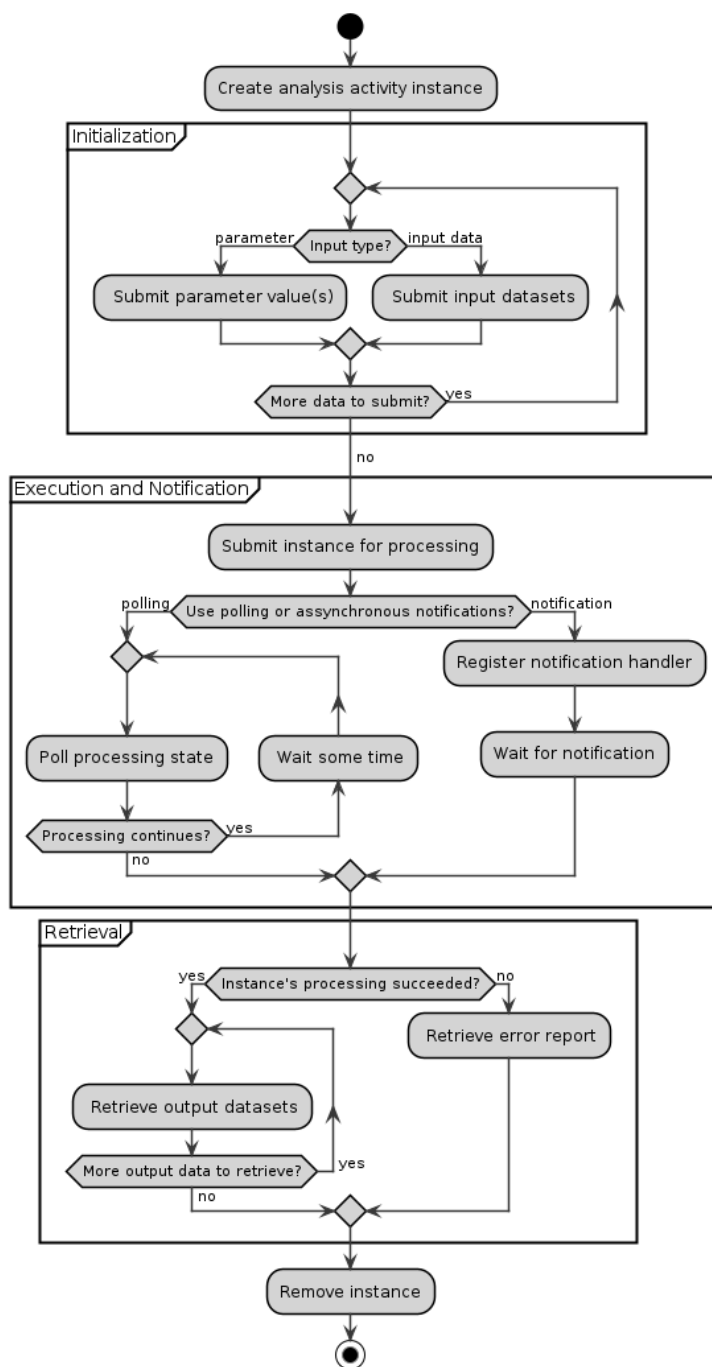 Create analysis activity instance
Initialization
Input type?
parameter
input data
Submit parameter value(s)
Submit input datasets
More data to submit?
yes
no
Execution and Notification
Submit instance for processing
polling
Use polling or assynchronous notifications?
notification
Register notification handler
Poll processing state
Wait some time
Wait for notification
Processing continues?
yes
no
Retrieval
yes
Instance's processing succeeded?
no
Retrieve error report
Retrieve output datasets
More output data to retrieve?
yes
no
Remove instance